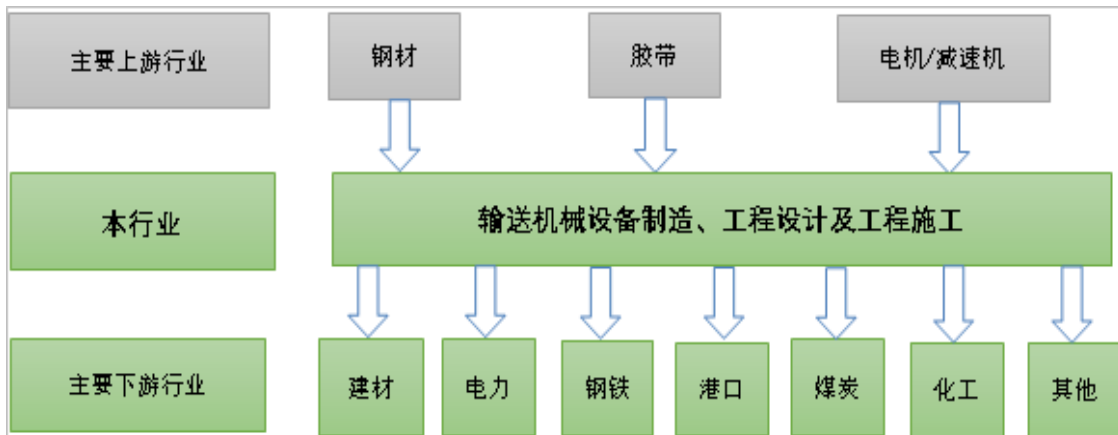 主要上游行业
钢材
胶带
电机/减速机
本行业
输送机械设备制造、工程设计及工程施工
主要下游行业
建材
电力
钢铁
港口
煤炭
化工
其他